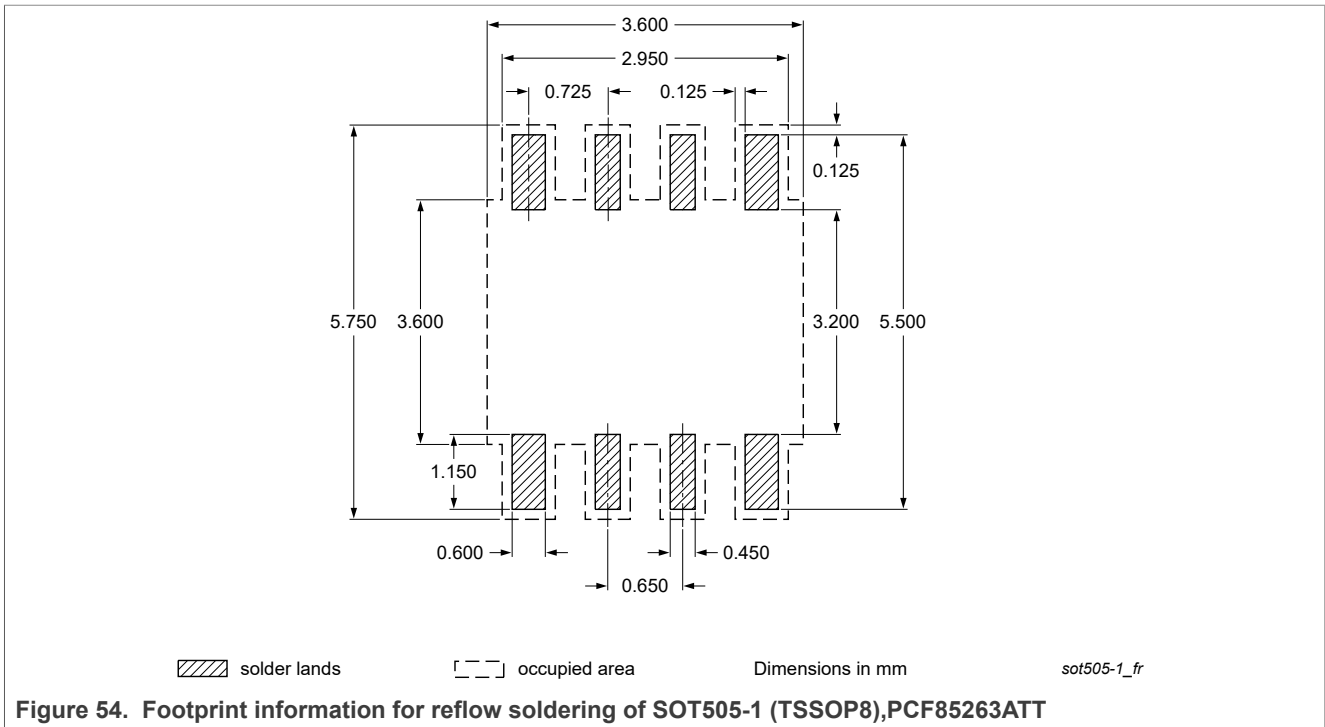 3.600
2.950
0.725 0.125
0.125
5.750 3.600 3.200 5.500
1.150
0.600 0.450
0.650
solder lands occupied area Dimensions in mm sot505-1_fr
Figure 54. Footprint information for reflow soldering of SOT505-1 (TSSOP8),PCF85263ATT